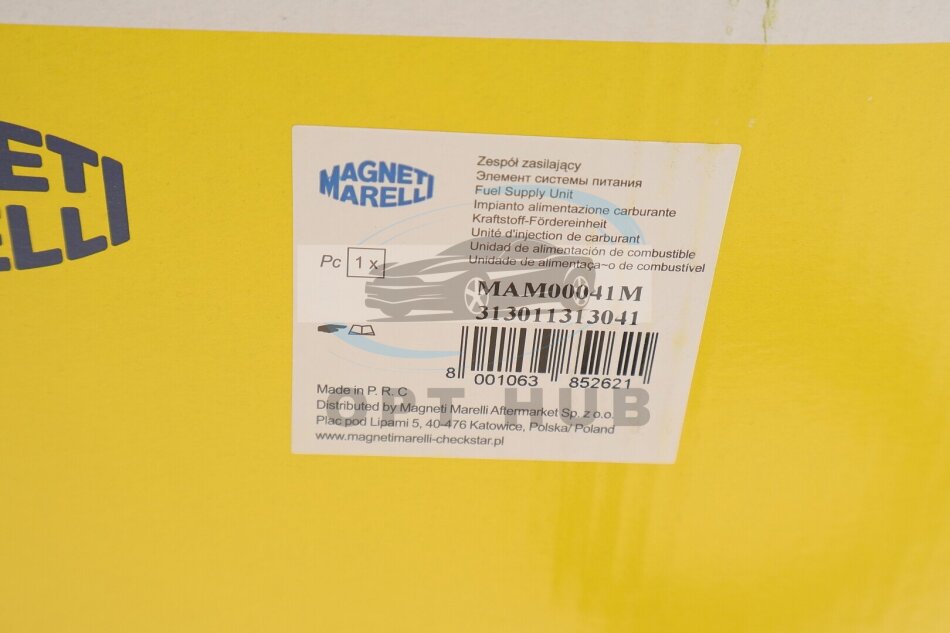 ETI
ELLI
MAGNETI
MARELLI
Zespół zasilający
Элемент системы питания
Fuel Supply Unit
Impianto alimentazione carburante
Kraftstoff-Fördereinheit
Unité d'injection de carburant
Unidad de alimentación de combustible
Unidade de alimentaça~o de combustível
Pc 1 x
MAM00041M
313011313041
8 001063 852621
Made in P. R. C
Distributed by Magneti Marelli Aftermarket Sp. z o.o.
Plac pod Lipami 5, 40-476 Katowice, Polska/ Poland
www.magnetimarelli-checkstar.pl
OPT HUB